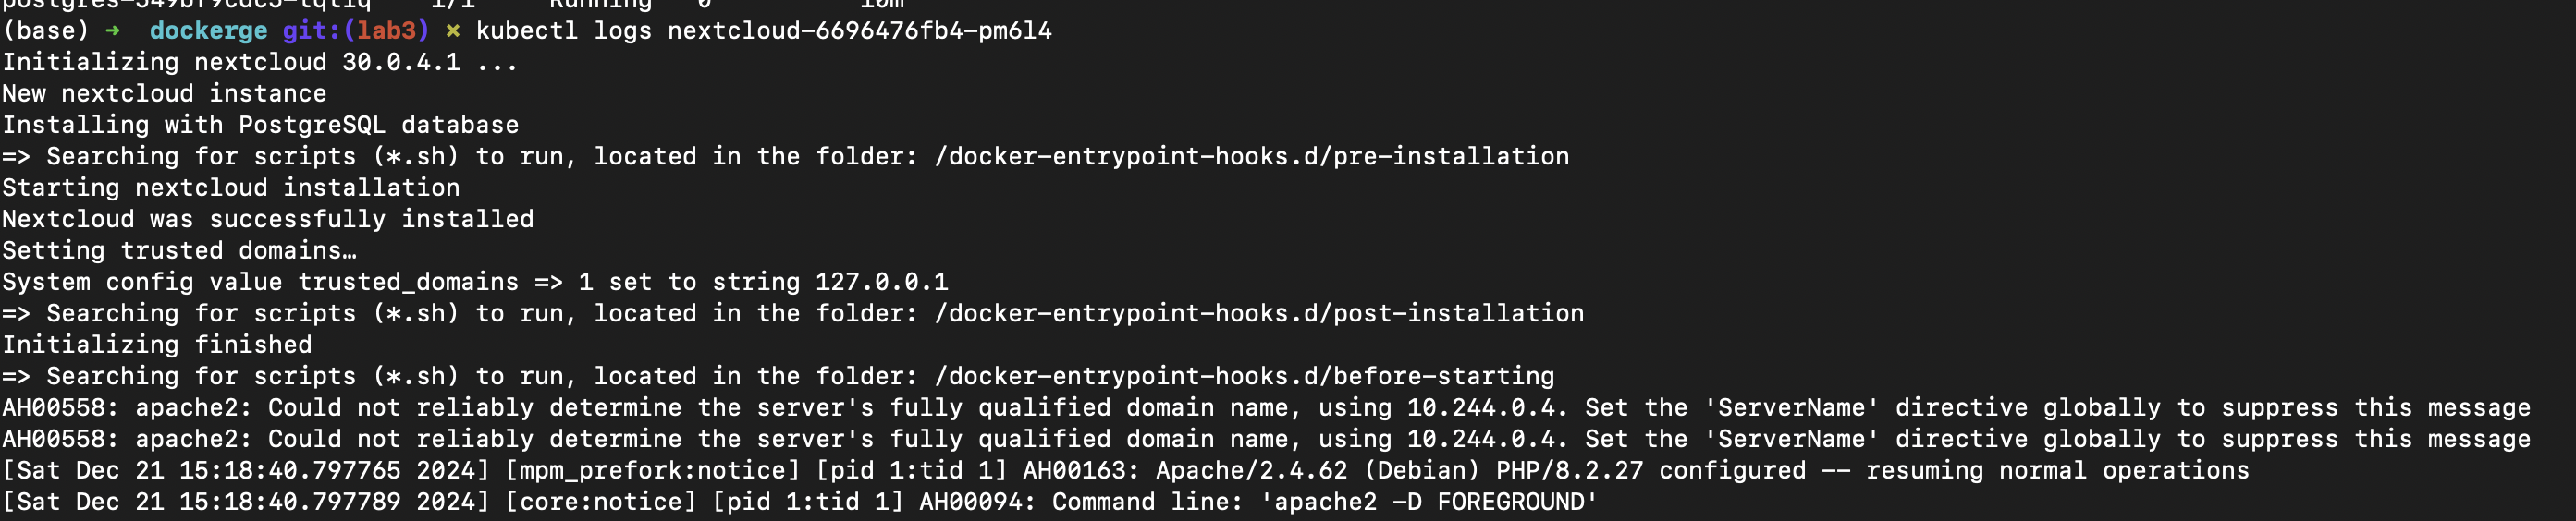 1/1 Running 0 10m
(base) ➜ dockerge git:(lab3) ✗ kubectl logs nextcloud-6696476fb4-pm6l4
Initializing nextcloud 30.0.4.1 ...
New nextcloud instance
Installing with PostgreSQL database
=> Searching for scripts (*.sh) to run, located in the folder: /docker-entrypoint-hooks.d/pre-installation
Starting nextcloud installation
Nextcloud was successfully installed
Setting trusted domains…
System config value trusted_domains => 1 set to string 127.0.0.1
=> Searching for scripts (*.sh) to run, located in the folder: /docker-entrypoint-hooks.d/post-installation
Initializing finished
=> Searching for scripts (*.sh) to run, located in the folder: /docker-entrypoint-hooks.d/before-starting
AH00558: apache2: Could not reliably determine the server's fully qualified domain name, using 10.244.0.4. Set the 'ServerName' directive globally to suppress this message
AH00558: apache2: Could not reliably determine the server's fully qualified domain name, using 10.244.0.4. Set the 'ServerName' directive globally to suppress this message
[Sat Dec 21 15:18:40.797765 2024] [mpm_prefork:notice] [pid 1:tid 1] AH00163: Apache/2.4.62 (Debian) PHP/8.2.27 configured -- resuming normal operations
[Sat Dec 21 15:18:40.797789 2024] [core:notice] [pid 1:tid 1] AH00094: Command line: 'apache2 -D FOREGROUND'